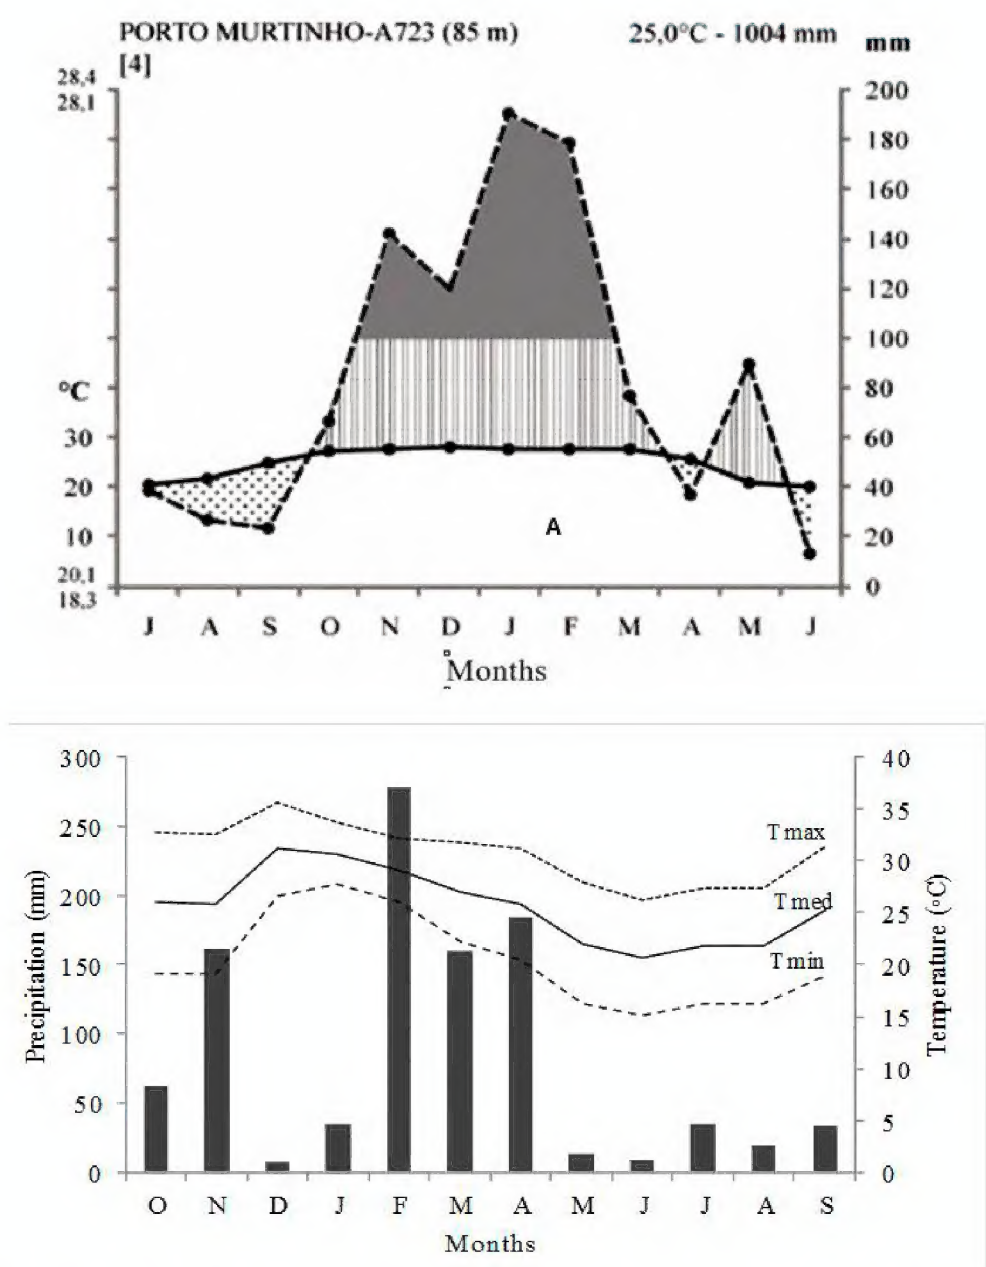 PORTO MURTINHO-A723 (85 m) 25,0°C - 1004 mm mm
[4]
28,4
28,1
200
180
160
140
120
100
°C 80
30 60
20 40
10 20
20,1
18,3
0
A
J A S O N D J F M A M J
Months
300 40
250 35
200 30
150 25
100 20
50 15
0 10
5
0
Tmax
Tmed
Tmin
Precipitation (mm)
Temperature (°C)
O N D J F M A M J J A S
Months